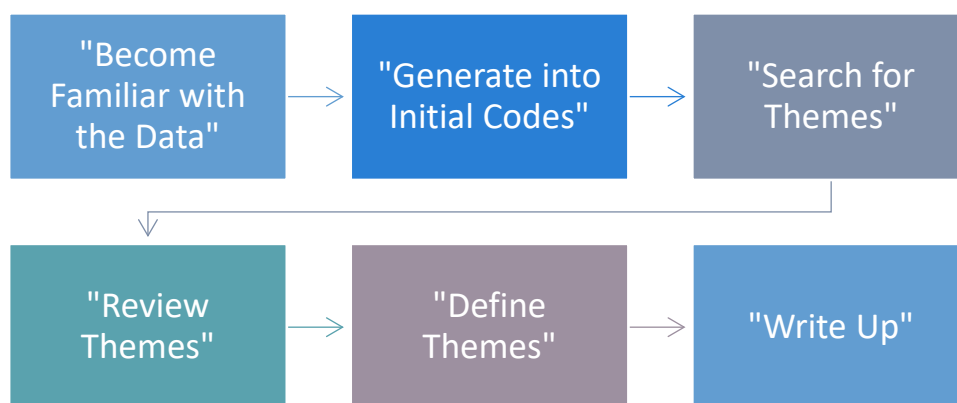 "Become
Familiar with
the Data"
"Generate into
Initial Codes"
"Search for
Themes"
"Review
Themes"
"Define
Themes"
"Write Up"